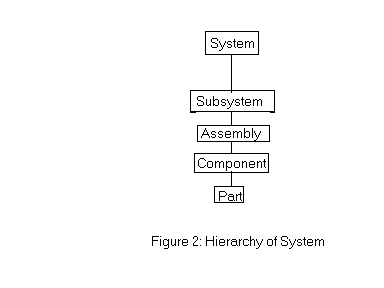 System
Subsystem
Assembly
Component
Part
Figure 2: Hierarchy of System